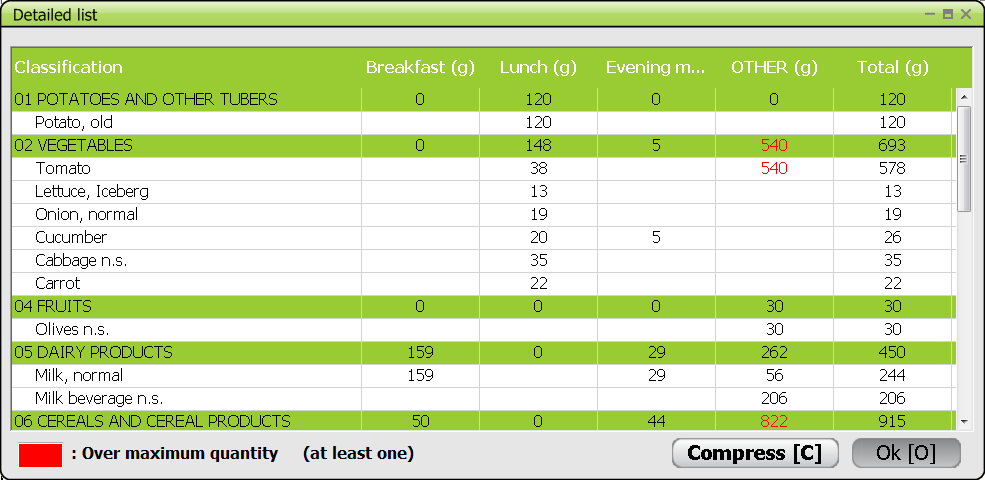 Detailed list
Classification Breakfast (g) Lunch (g) Evening m... OTHER (g) Total (g)
01 POTATOES AND OTHER TUBERS 0 120 0 0 120
Potato, old 120 120
02 VEGETABLES 0 148 5 540 693
Tomato 38 540 578
Lettuce, Iceberg 13 13
Onion, normal 19 19
Cucumber 20 5 26
Cabbage n.s. 35 35
Carrot 22 22
04 FRUITS 0 0 0 30 30
Olives n.s. 30 30
05 DAIRY PRODUCTS 159 0 29 262 450
Milk, normal 159 29 56 244
Milk beverage n.s. 206 206
06 CEREALS AND CEREAL PRODUCTS 50 0 44 822 915
: Over maximum quantity (at least one) Compress [C] Ok [O]